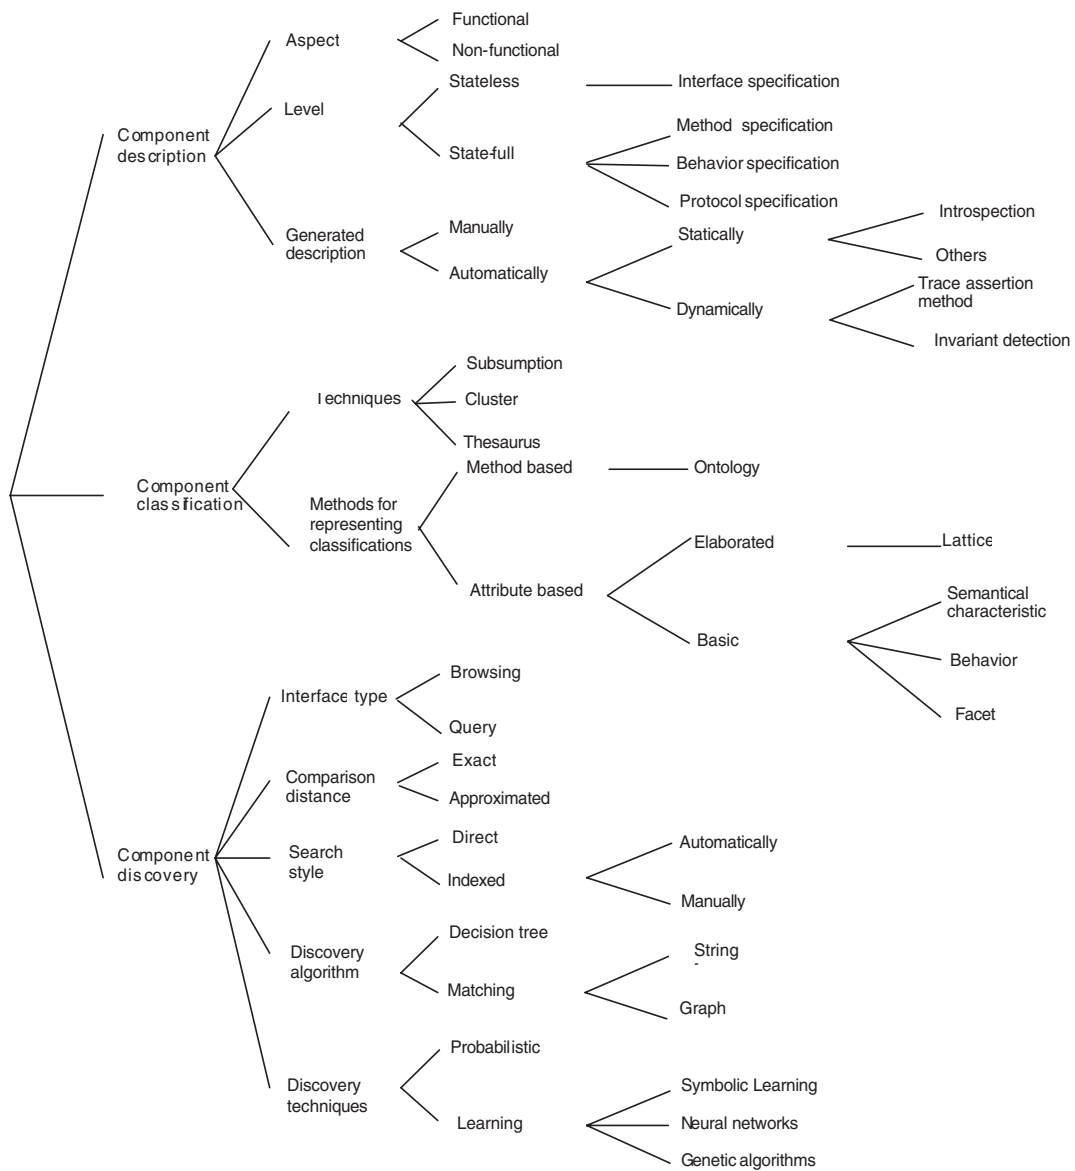 Functional
Aspect
Non-functional
Stateless
Interface specification
Level
Method specification
Component
description
State-full
Behavior specification
Protocol specification
Introspection
Generated
description
Manually
Statically
Others
Automatically
Trace assertion
method
Dynamically
Invariant detection
Subsumption
Techniques
Cluster
Thesaurus
Method based
Ontology
Component
classification
Methods for
representing
classifications
Elaborated
Lattice
Attribute based
Semantical
characteristic
Basic
Behavior
Facet
Browsing
Interface type
Query
Exact
Comparison
distance
Approximated
Direct
Automatically
Component
discovery
Search
style
Indexed
Manually
Decision tree
String
Discovery
algorithm
Matching
Graph
Probabilistic
Discovery
techniques
Symbolic Learning
Learning
Neural networks
Genetic algorithms